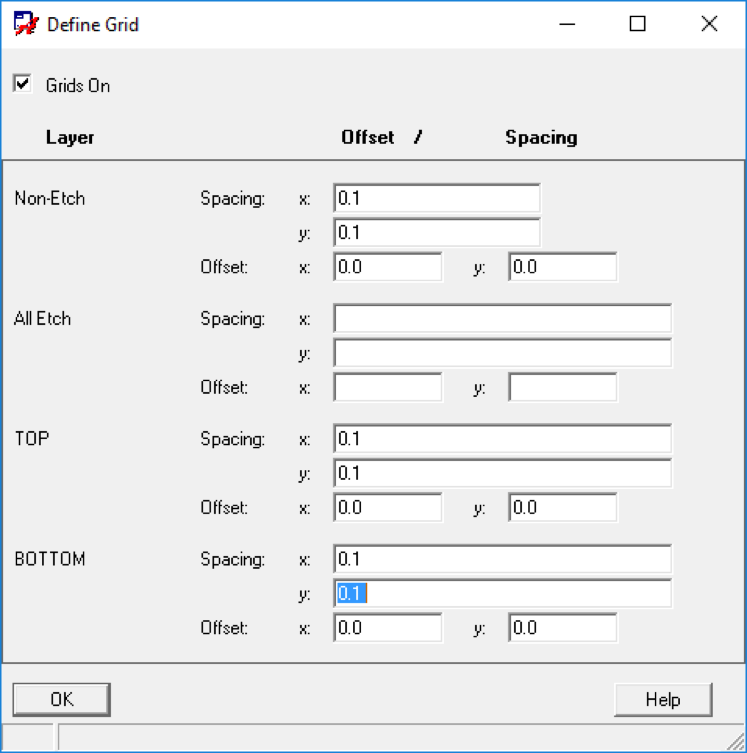 Define Grid
Grids On
Layer Offset / Spacing
Non-Etch Spacing: x: 0.1
y: 0.1
Offset: x: 0.0 y: 0.0
All Etch Spacing: x:
y:
Offset: x: y:
TOP Spacing: x: 0.1
y: 0.1
Offset: x: 0.0 y: 0.0
BOTTOM Spacing: x: 0.1
y: 0.1
Offset: x: 0.0 y: 0.0
OK Help